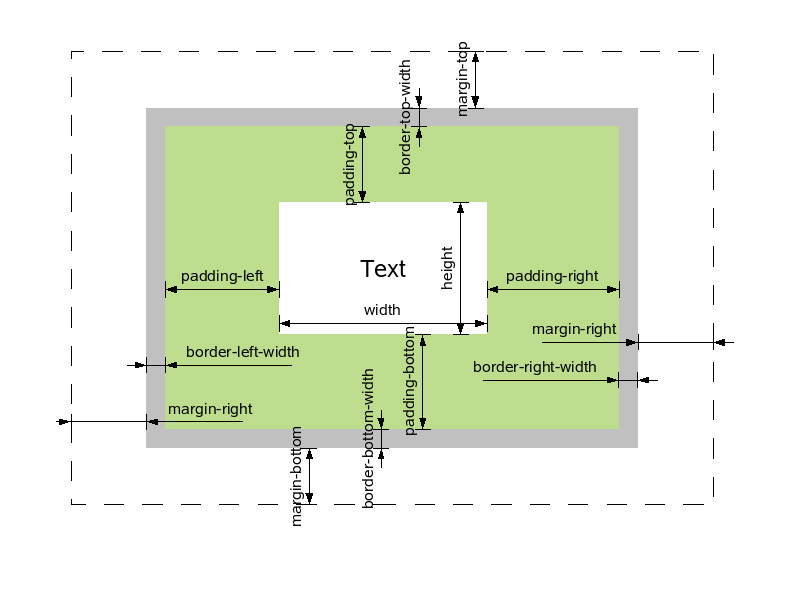 margin-top
border-top-width
padding-top
Text
height
padding-left
padding-right
width
margin-right
border-left-width
border-right-width
padding-bottom
margin-right
border-bottom-width
margin-bottom